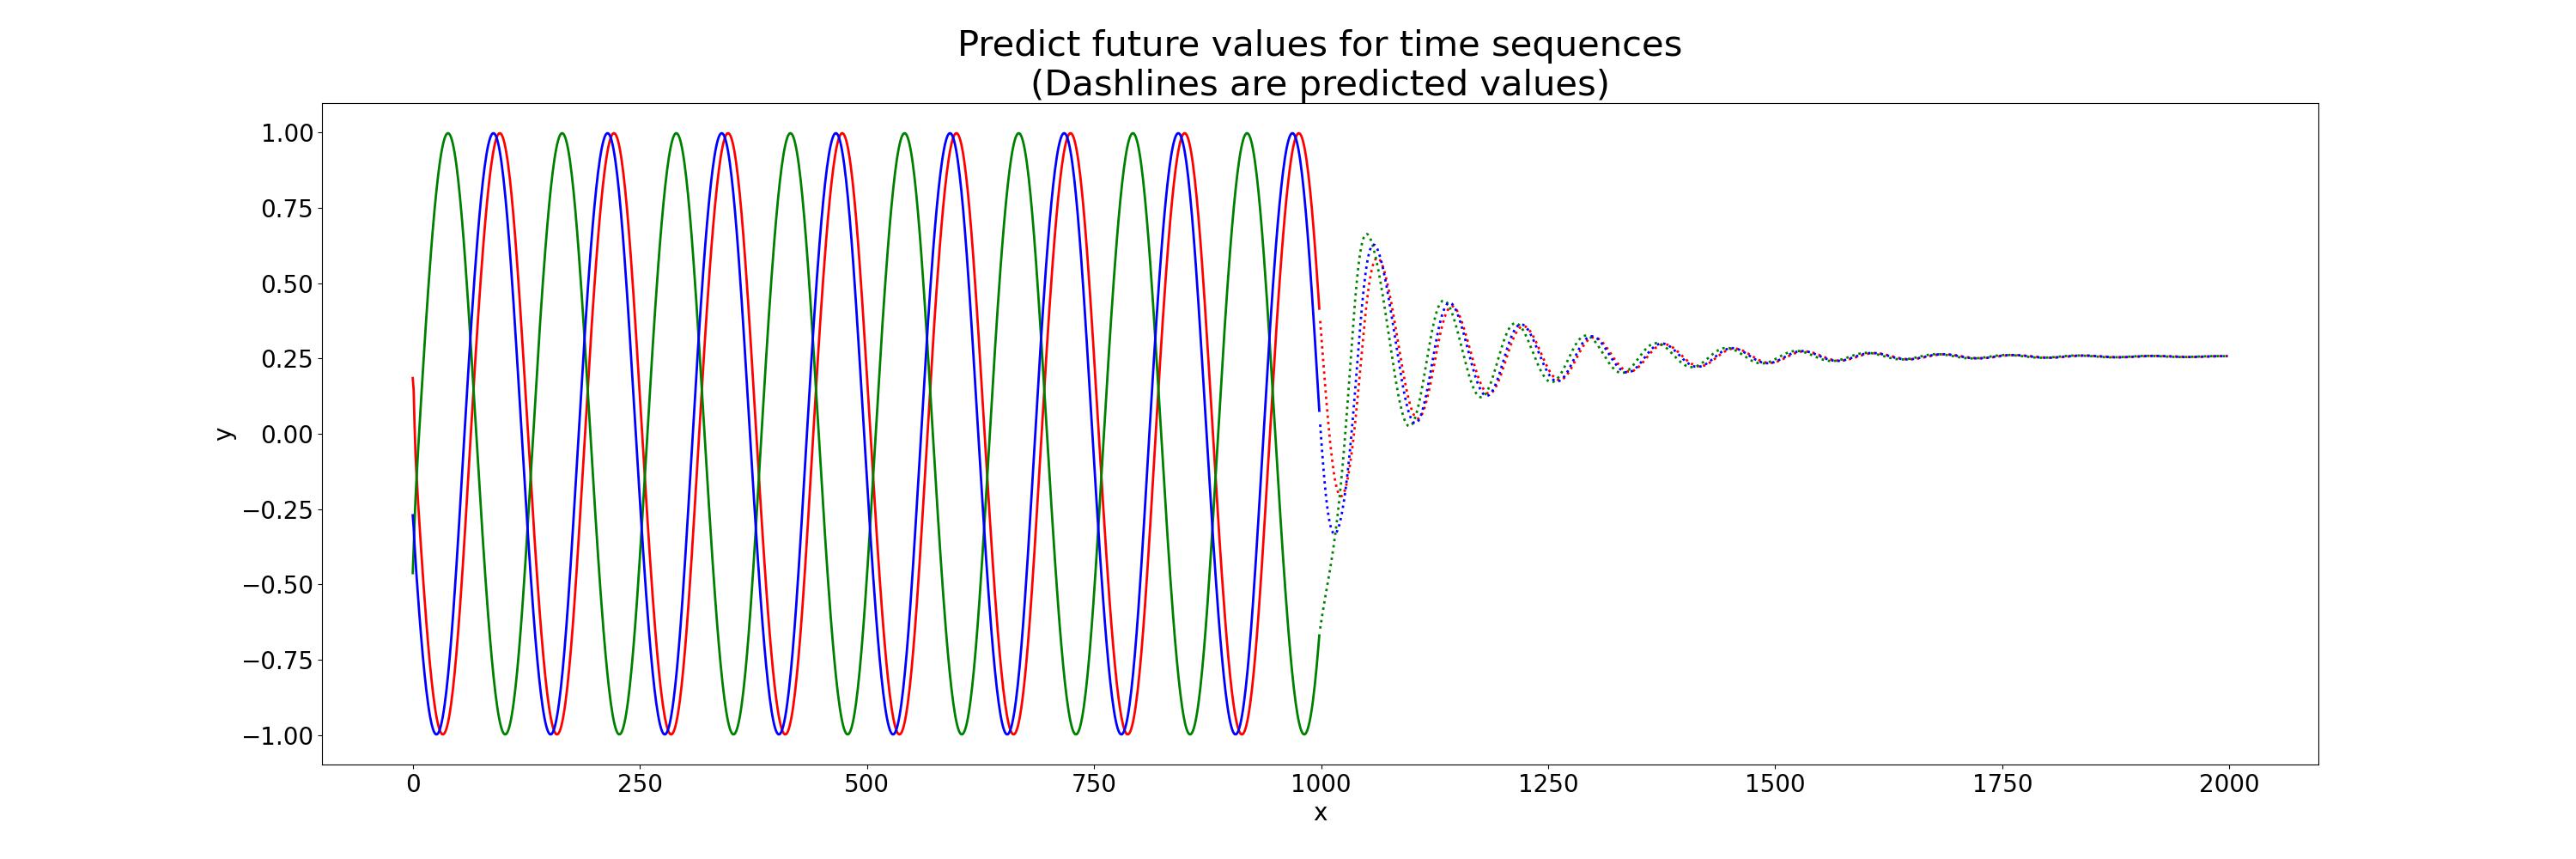 Predict future values for time sequences
(Dashlines are predicted values)
1.00
0.75
0.50
0.25
0.00
−0.25
−0.50
−0.75
−1.00
y
0 250 500 750 1000 1250 1500 1750 2000
x